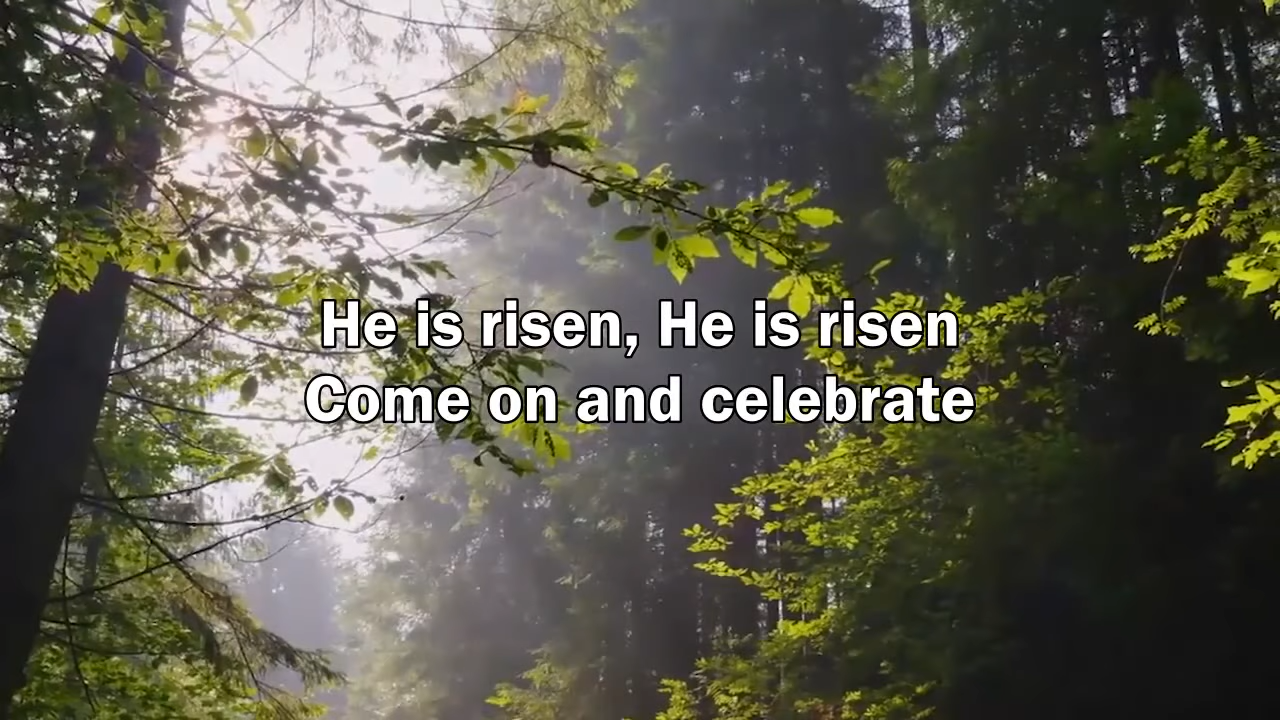 He is risen, He is risen
Come on and celebrate